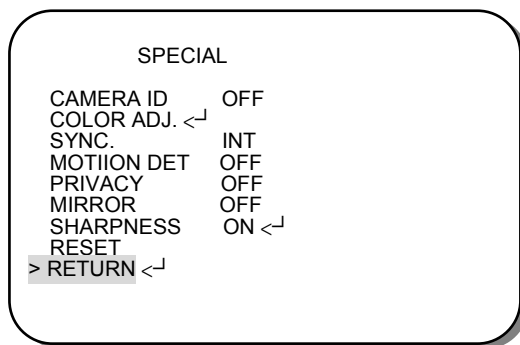 SPECIAL
CAMERA ID OFF
COLOR ADJ. <┘
SYNC. INT
MOTIION DET OFF
PRIVACY OFF
MIRROR OFF
SHARPNESS ON <┘
RESET
> RETURN <┘